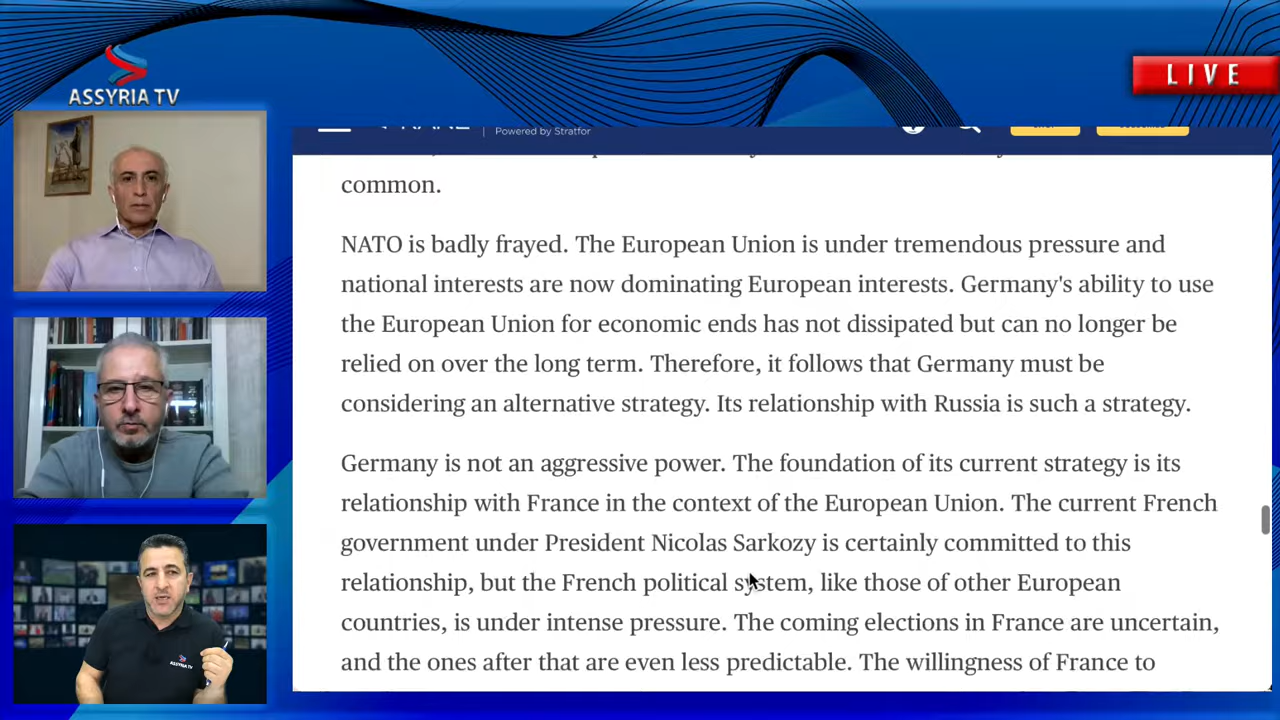 ASSYRIA TV
LIVE
Powered by Stratfor
common.
NATO is badly frayed. The European Union is under tremendous pressure and
national interests are now dominating European interests. Germany's ability to use
the European Union for economic ends has not dissipated but can no longer be
relied on over the long term. Therefore, it follows that Germany must be
considering an alternative strategy. Its relationship with Russia is such a strategy.
Germany is not an aggressive power. The foundation of its current strategy is its
relationship with France in the context of the European Union. The current French
government under President Nicolas Sarkozy is certainly committed to this
relationship, but the French political system, like those of other European
countries, is under intense pressure. The coming elections in France are uncertain,
and the ones after that are even less predictable. The willingness of France to
ASSYRIA TV